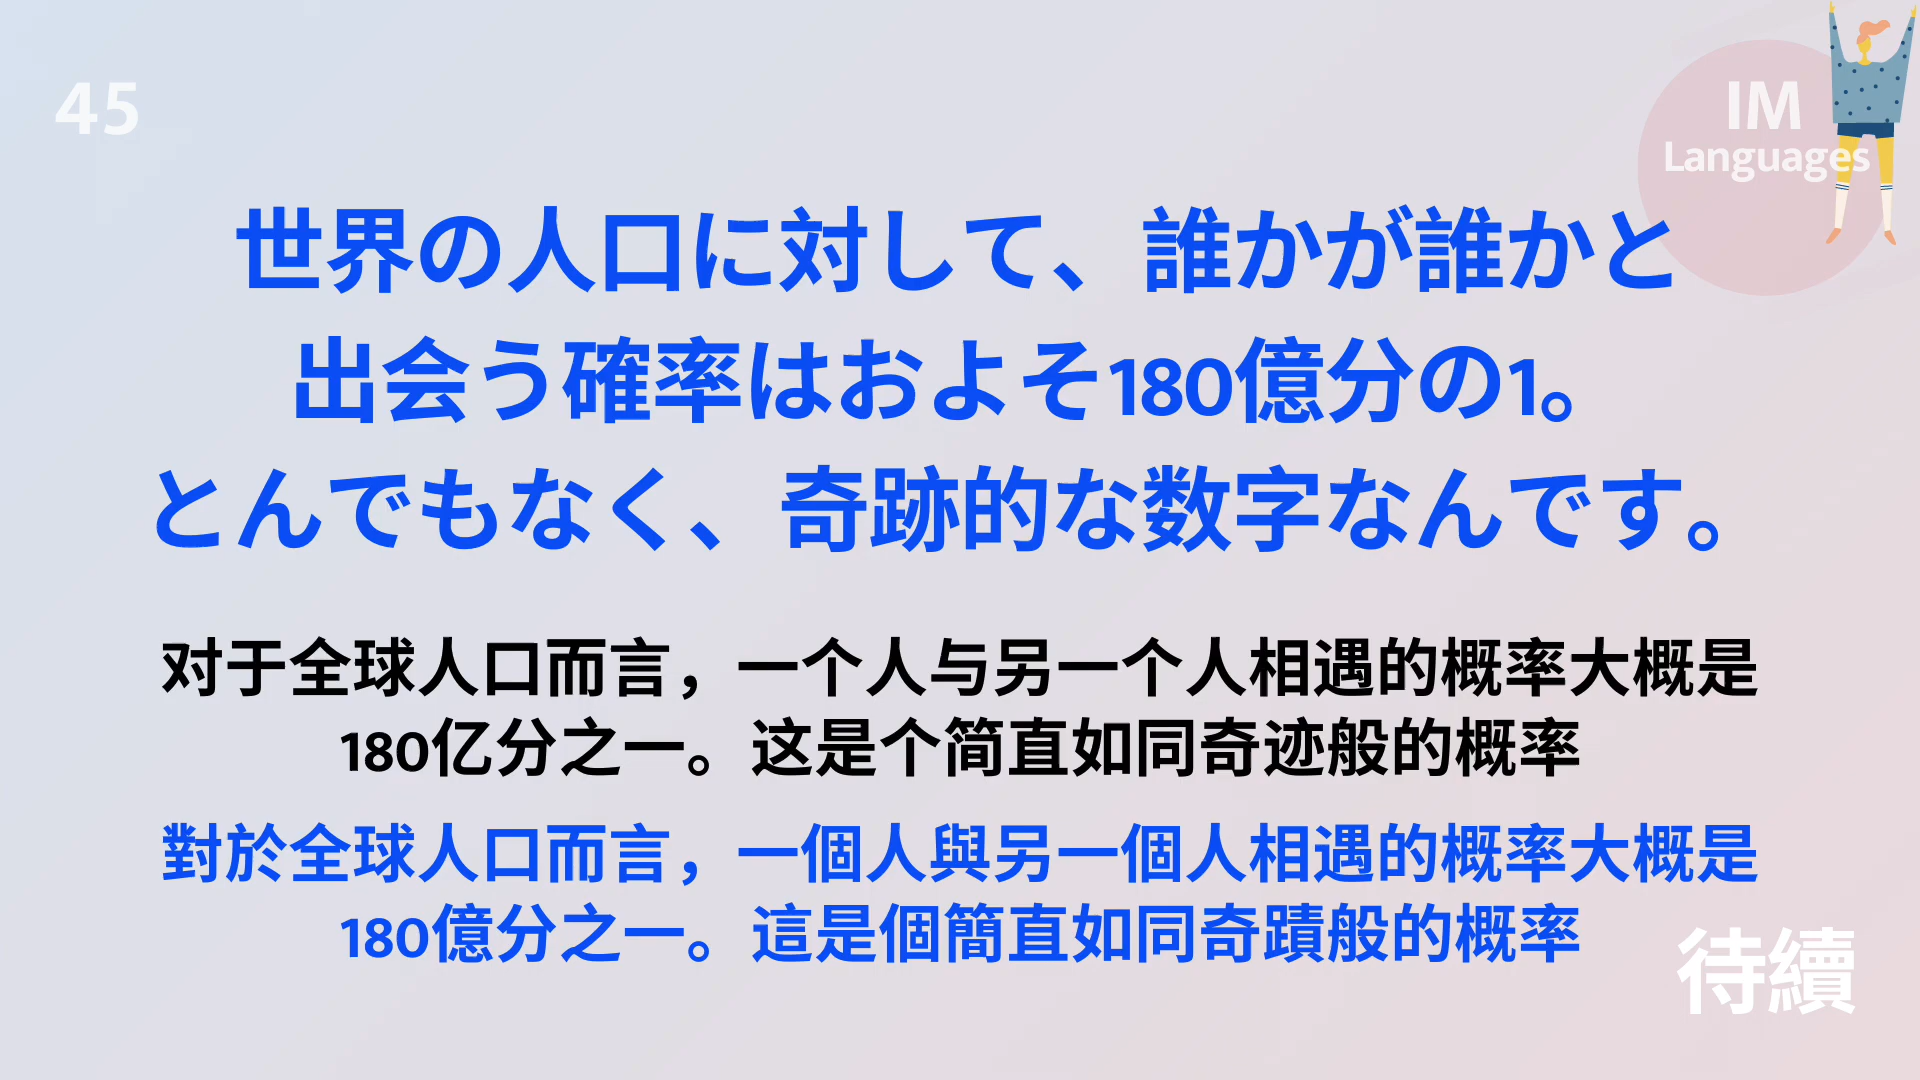 45
IM
Languages
世界の人口に対して、誰かが誰かと
出会う確率はおよそ180億分の1。
とんでもなく、奇跡的な数字なんです。
对于全球人口而言，一个人与另一个人相遇的概率大概是
180亿分之一。这是个简直如同奇迹般的概率
對於全球人口而言，一個人與另一個人相遇的概率大概是
180億分之一。這是個簡直如同奇蹟般的概率
待續